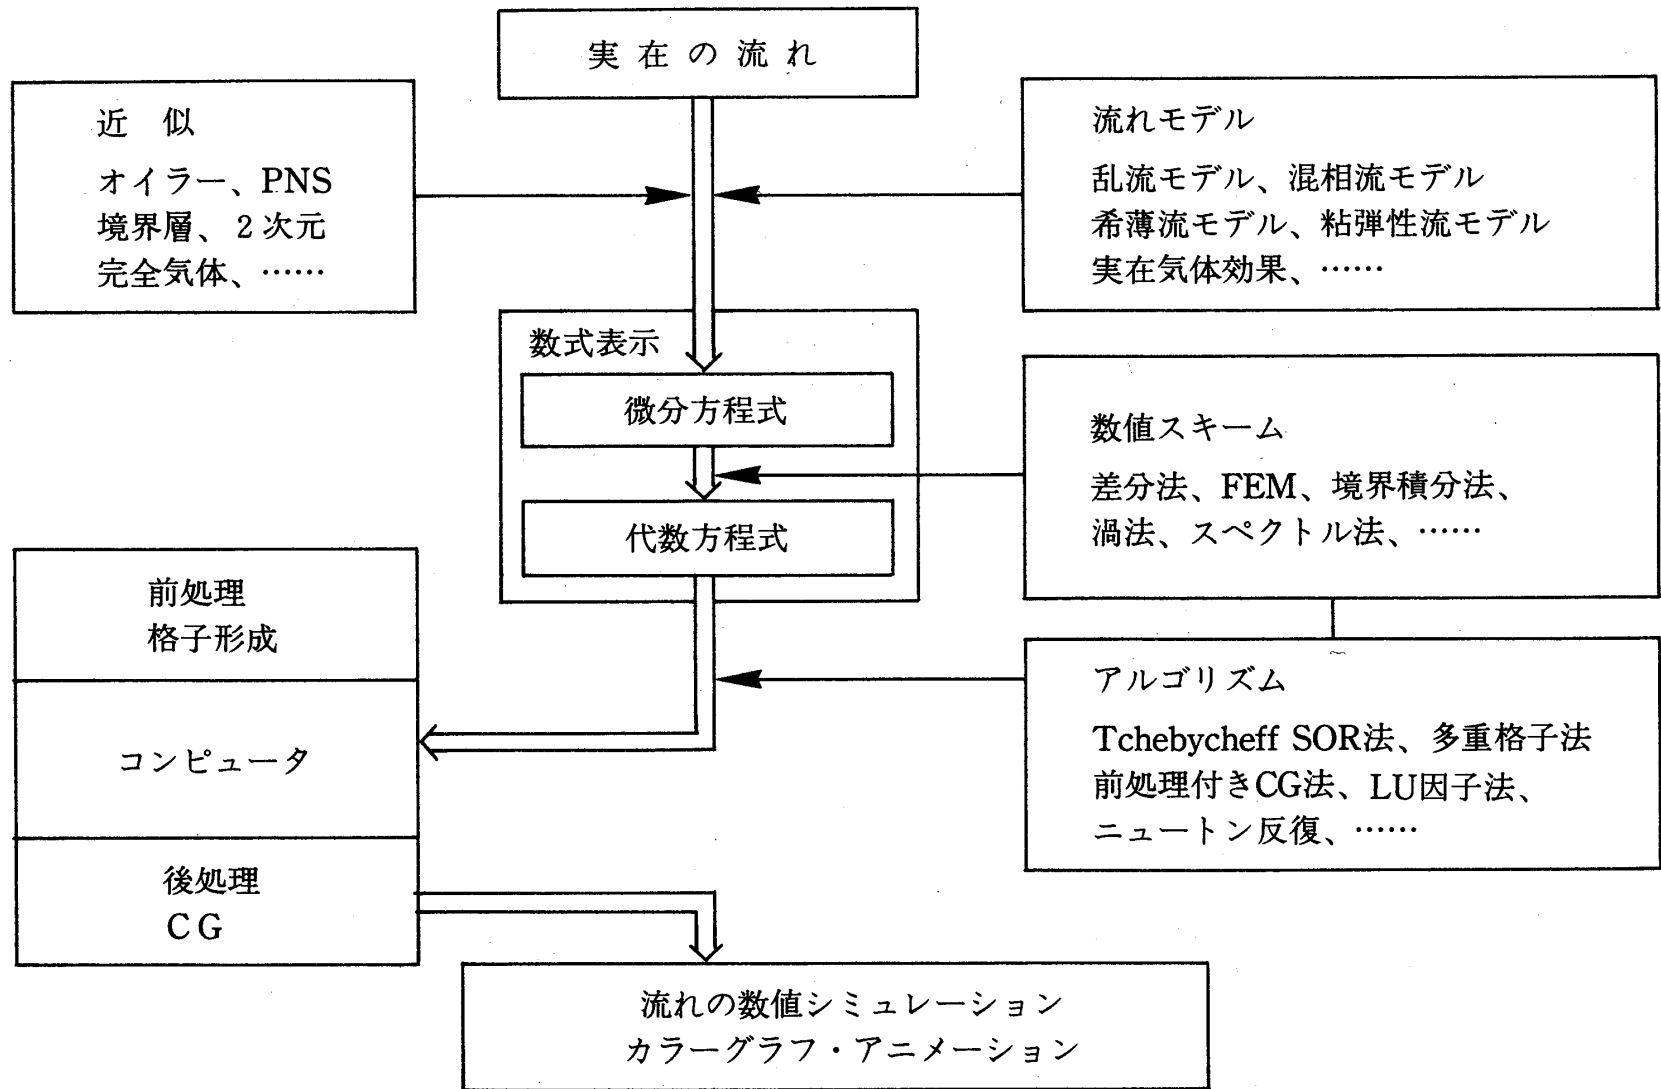 実在の流れ
近 似
オイラー、PNS
境界層、2次元
完全気体、……
流れモデル
乱流モデル、混相流モデル
希薄流モデル、粘弾性流モデル
実在気体効果、……
数式表示
微分方程式
代数方程式
数値スキーム
差分法、FEM、境界積分法、
渦法、スペクトル法、……
アルゴリズム
Tchebycheff SOR法、多重格子法
前処理付きCG法、LU因子法、
ニュートン反復、……
前処理
格子形成
コンピュータ
後処理
CG
流れの数値シミュレーション
カラーグラフ・アニメーション